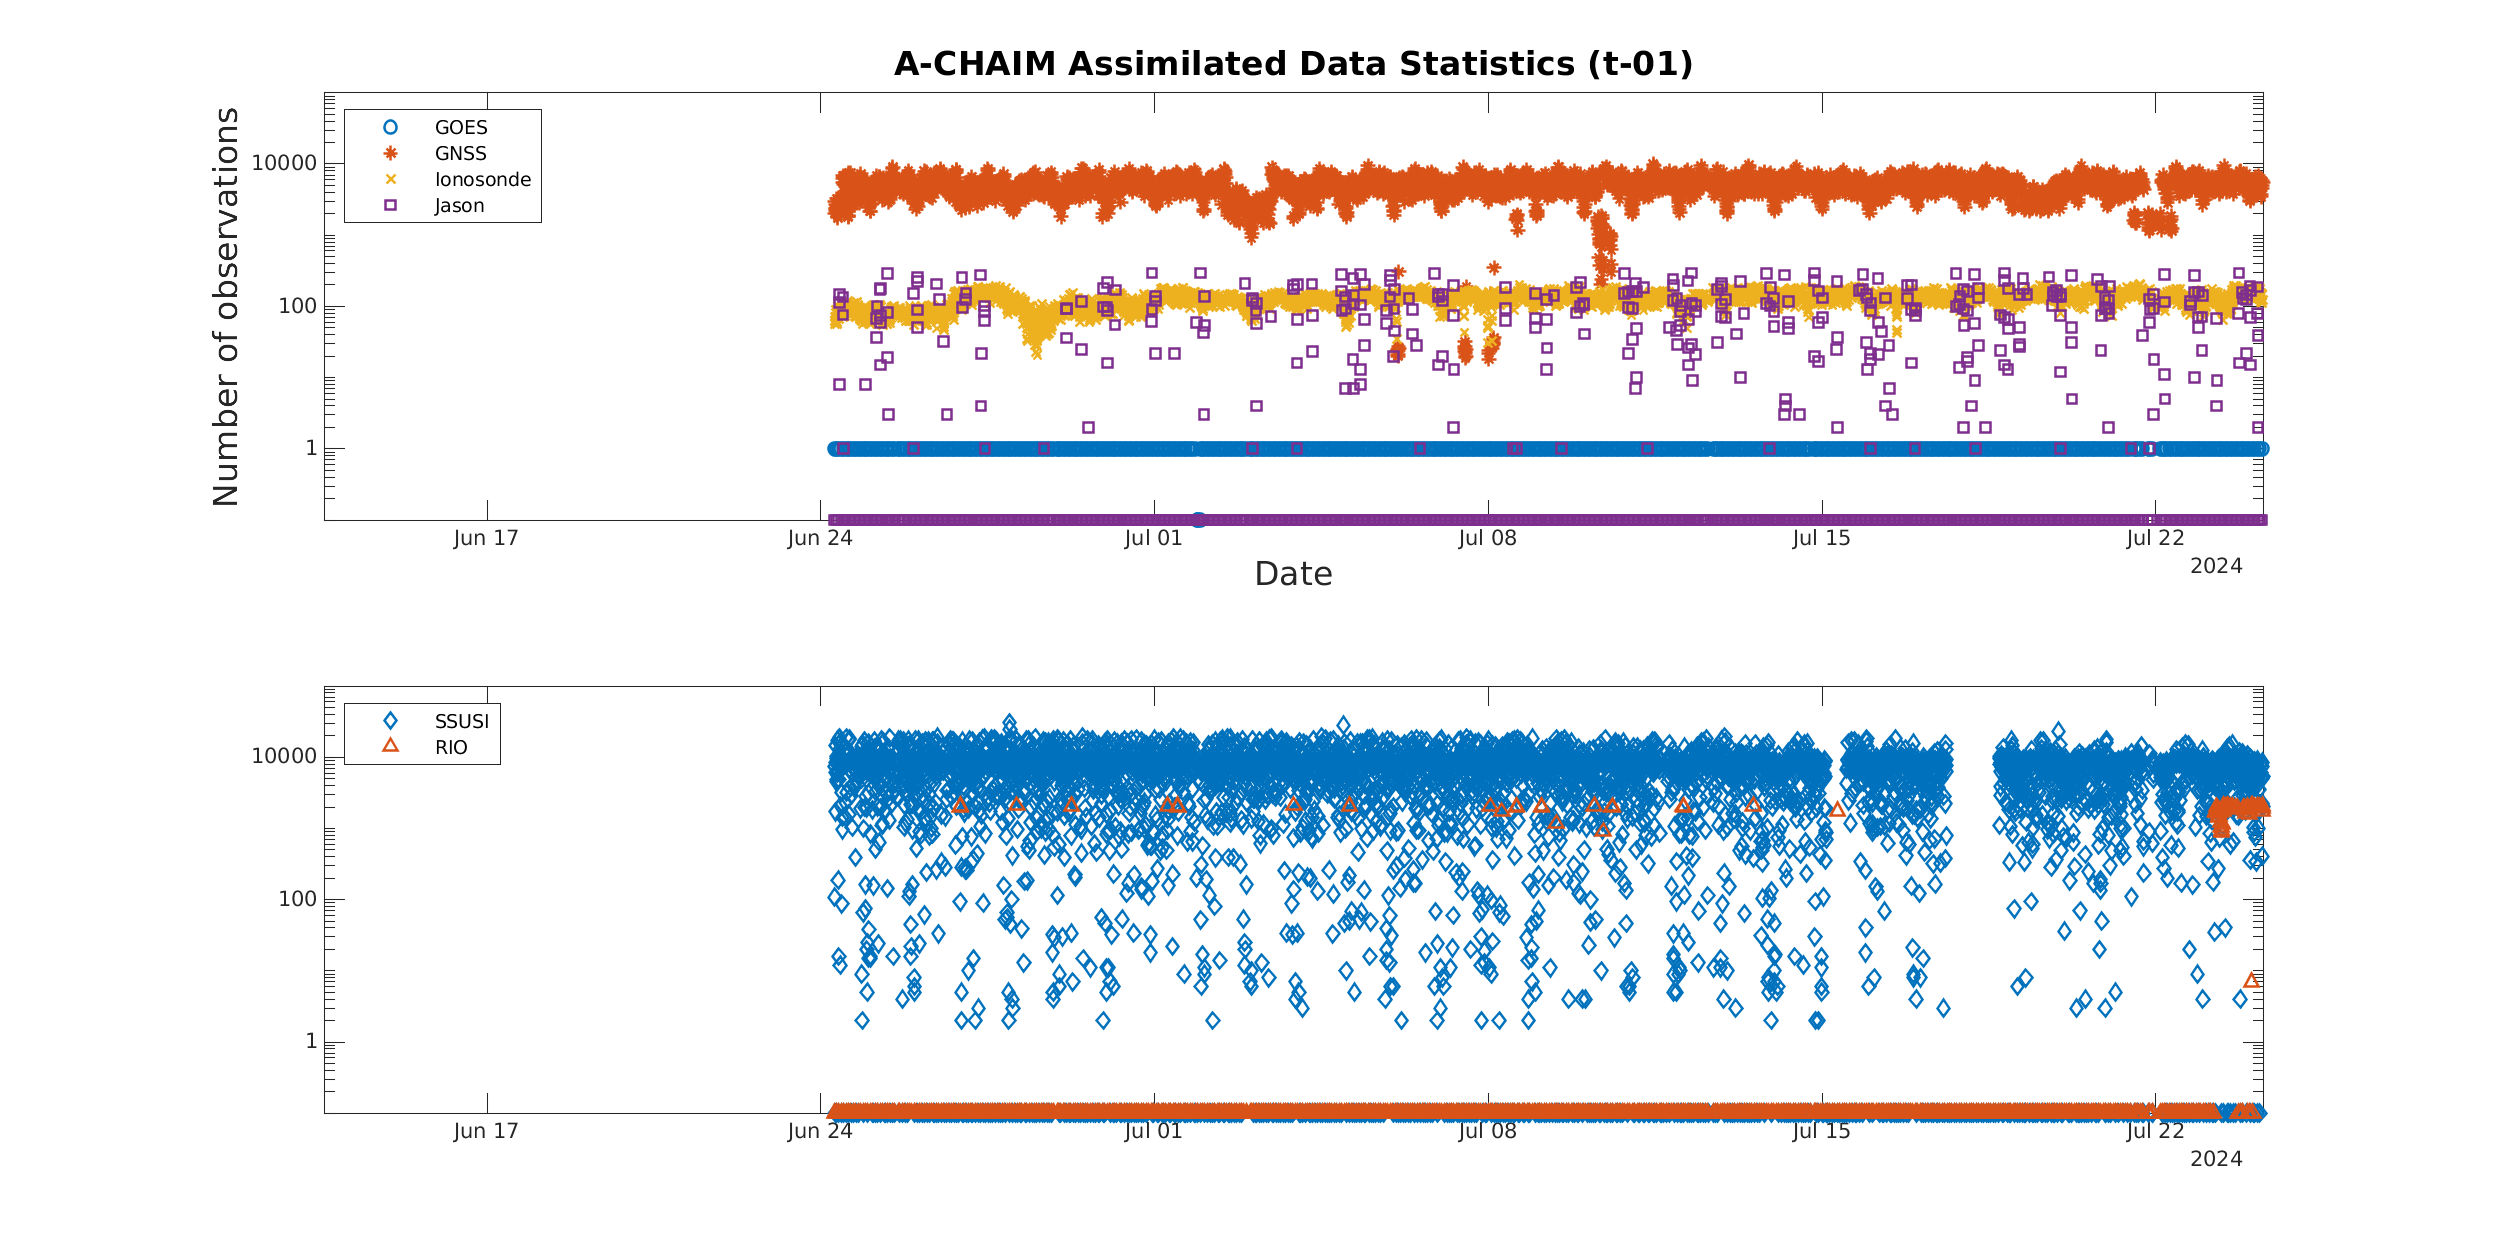 A-CHAIM Assimilated Data Statistics (t-01)
Number of observations
10000
100
1
GOES
GNSS
Ionosonde
Jason
Jun 17
Jun 24
Jul 01
Jul 08
Jul 15
Jul 22
2024
Date
10000
100
1
SSUSI
RIO
Jun 17
Jun 24
Jul 01
Jul 08
Jul 15
Jul 22
2024